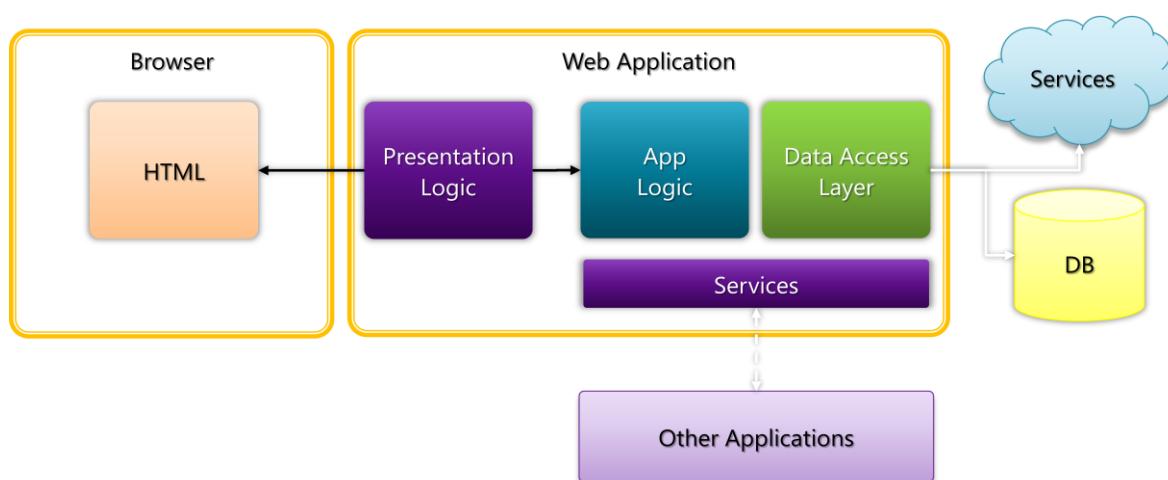 Browser
Web Application
Services
HTML
Presentation
Logic
App
Logic
Data Access
Layer
DB
Services
Other Applications